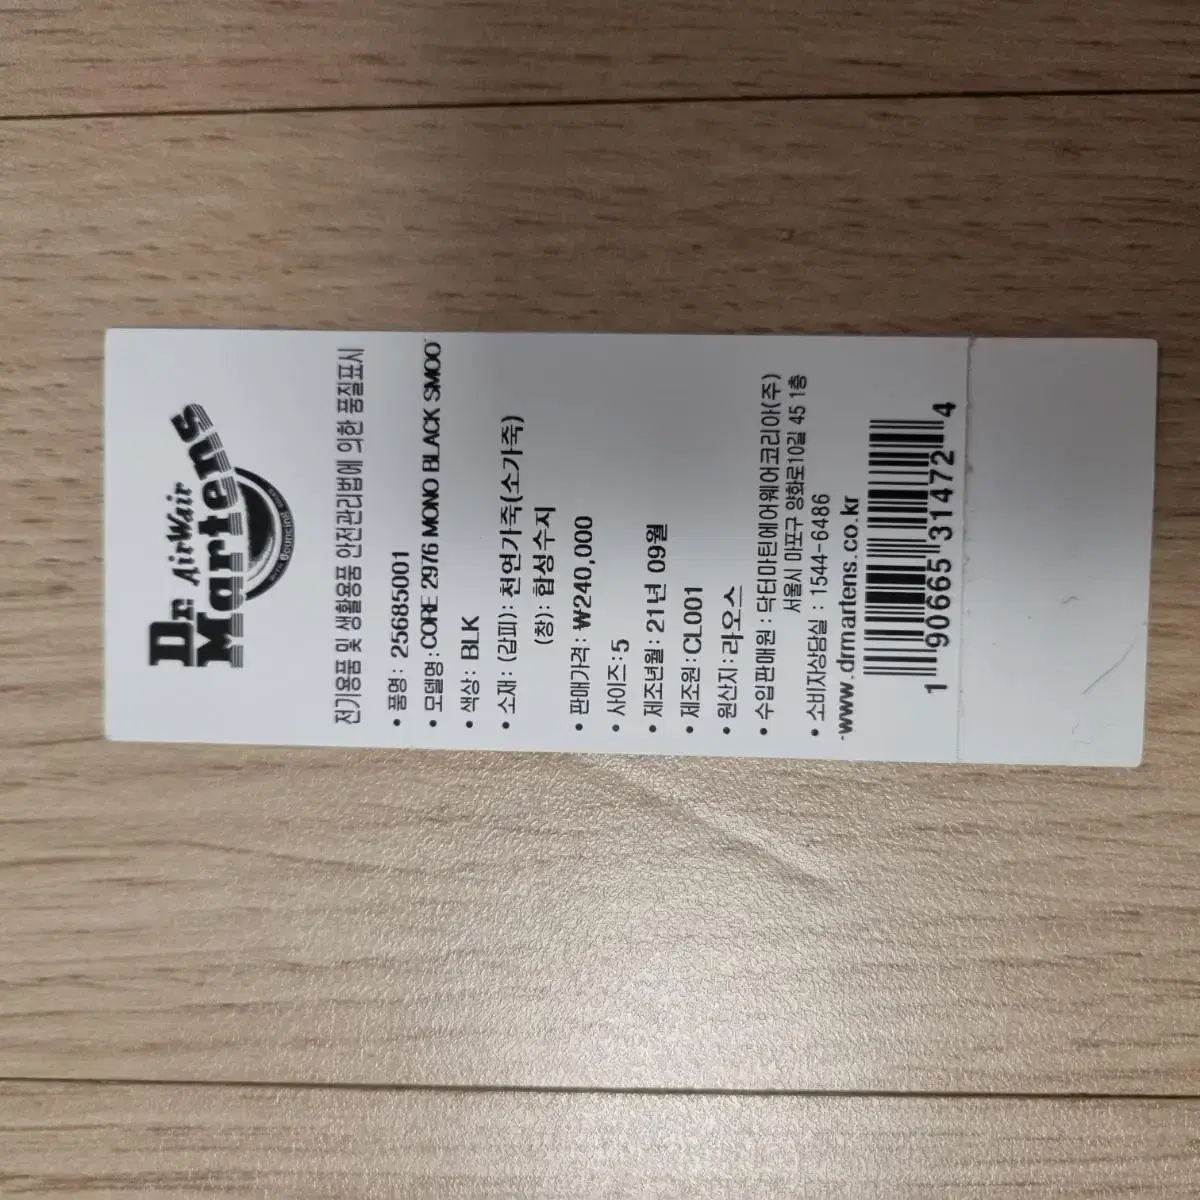 Dr. AirWair
Martens
전기용품 및 생활용품 안전관리법에 의한 품질표시
• 품명: 25685001
• 모델명: CORE 2976 MONO BLACK SMOO
• 색상: BLK
• 소재: (갑피): 천연가죽(소가죽)
(창): 합성수지
• 판매가격: ₩240,000
• 사이즈: 5
• 제조년월: 21년 09월
• 제조원: CL001
• 원산지: 라오스
• 수입판매원: 닥터마틴에어웨어코리아(주)
서울시 마포구 양화로10길 45 1층
• 소비자상담실 : 1544-6486
-www.drmartens.co.kr
1 90665 31472 4